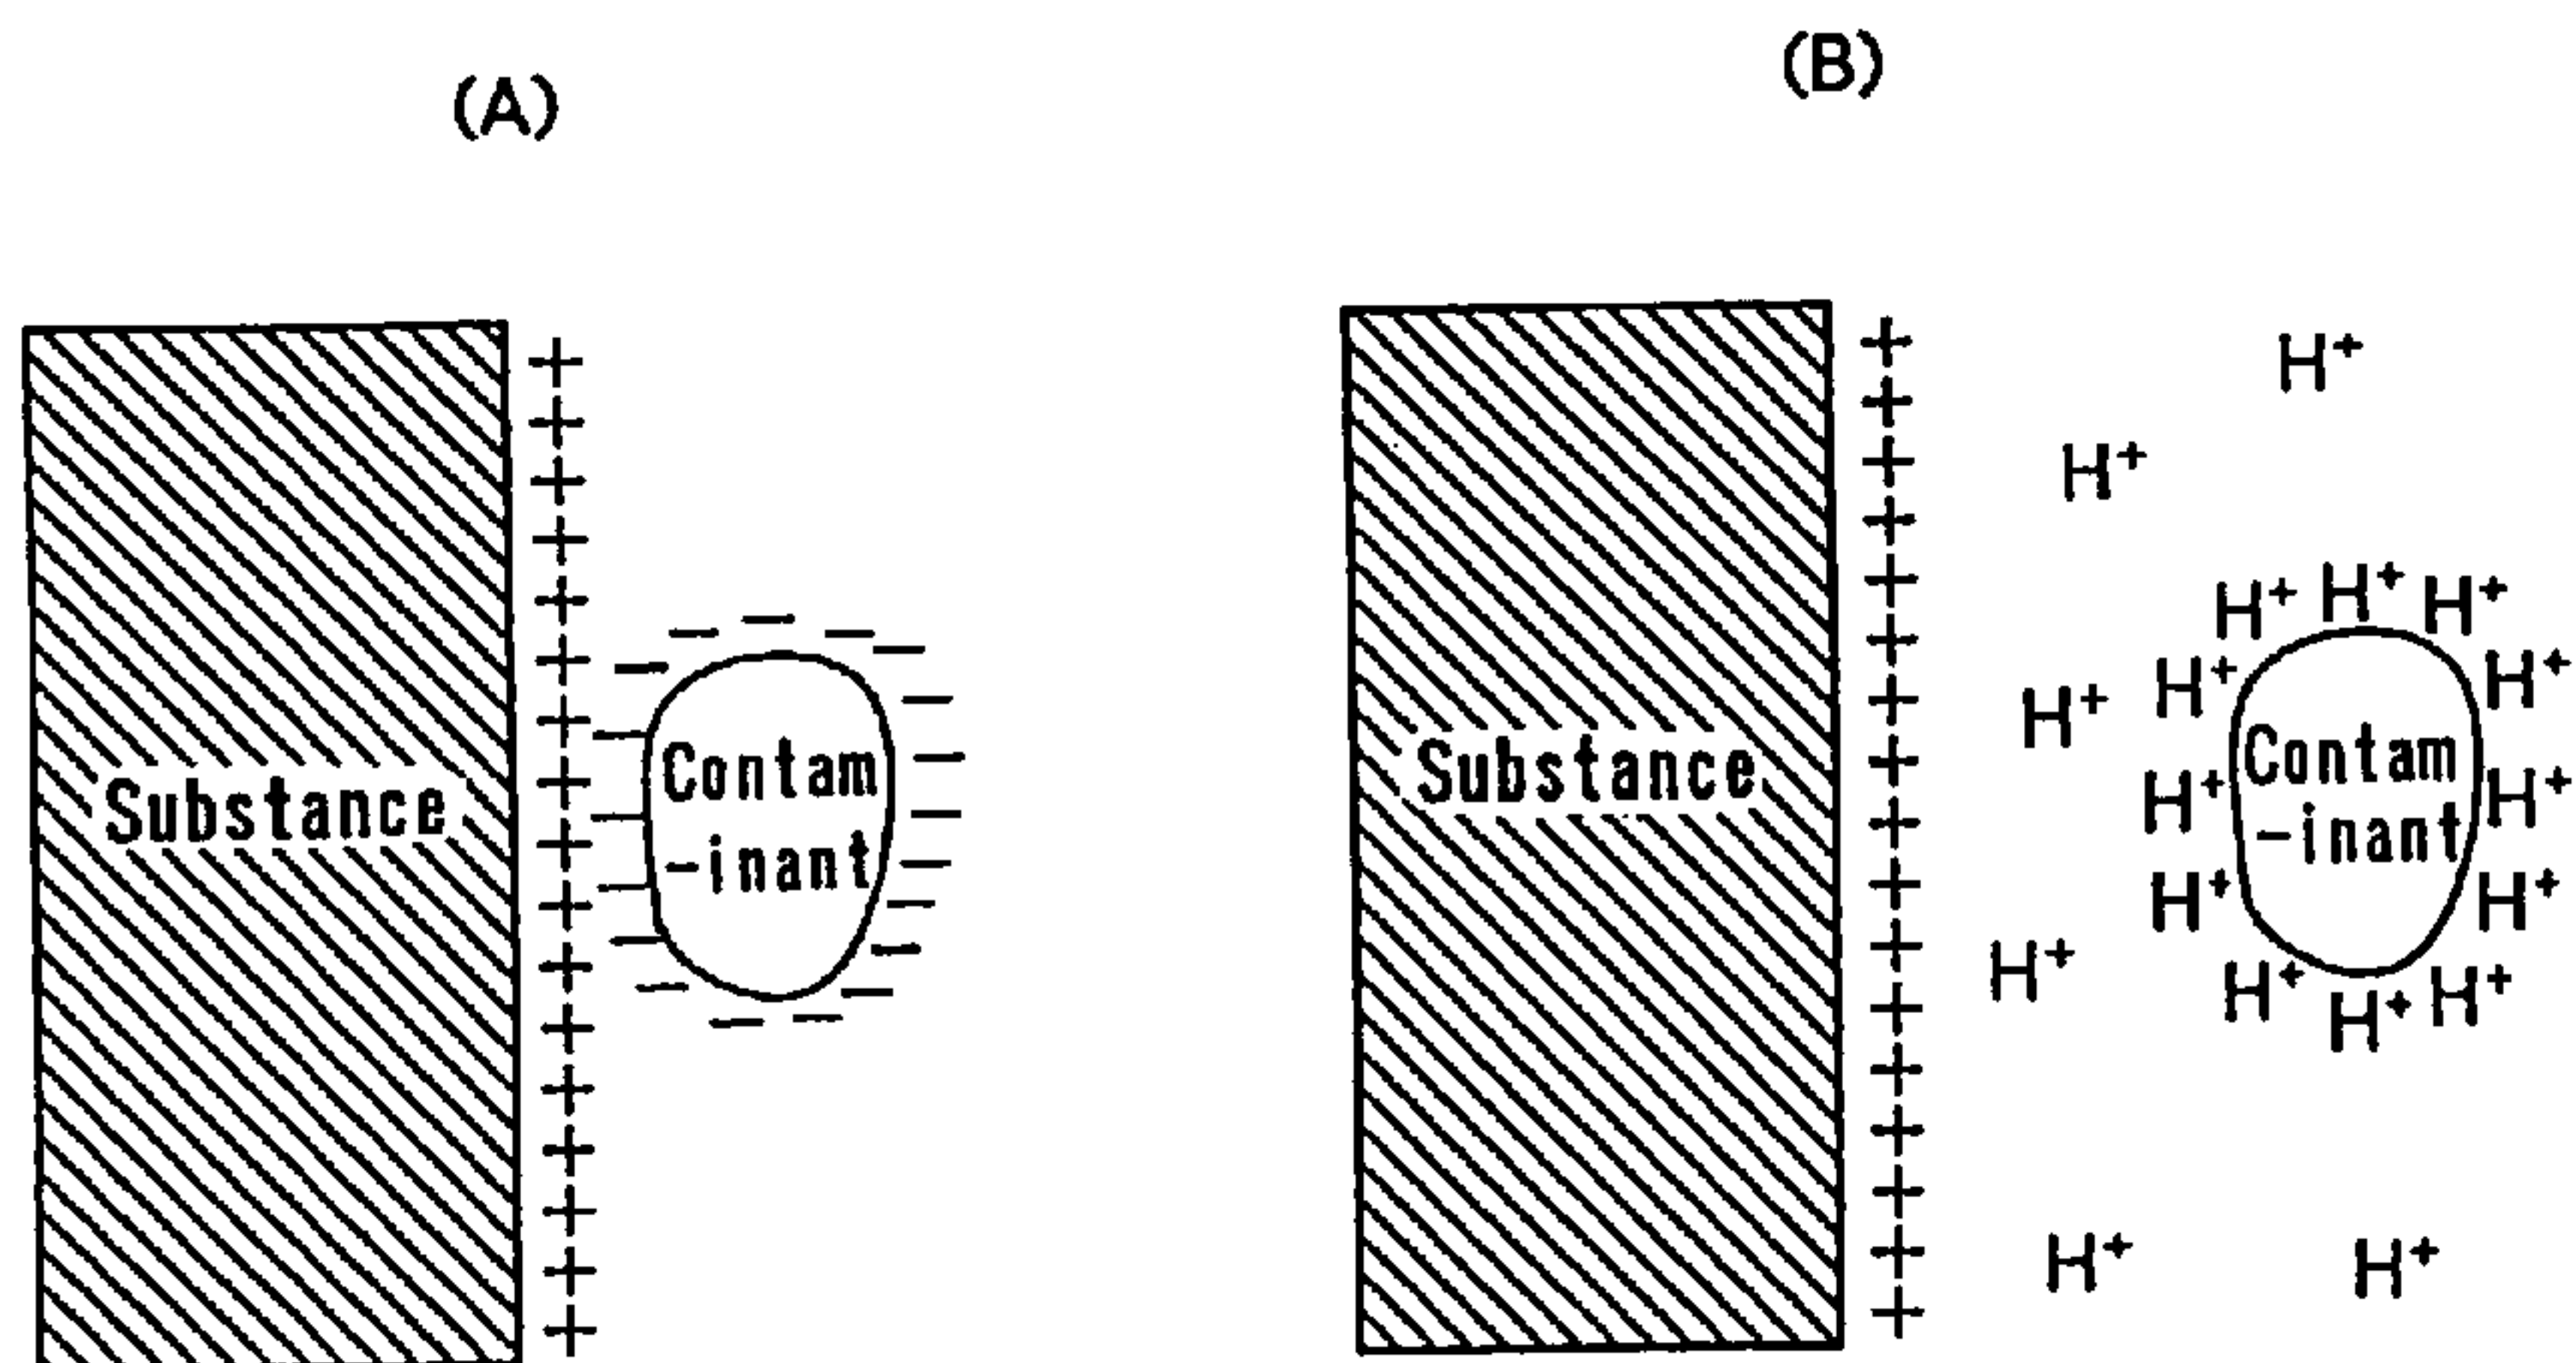 (A)
Substance
Contam
-inant
(B)
Substance
H⁺
H⁺
H⁺ H⁺ H⁺
H⁺ H⁺
H⁺
Contam
-inant
H⁺ H⁺
H⁺ H⁺
H⁺
H⁺ H⁺ H⁺
H⁺ H⁺